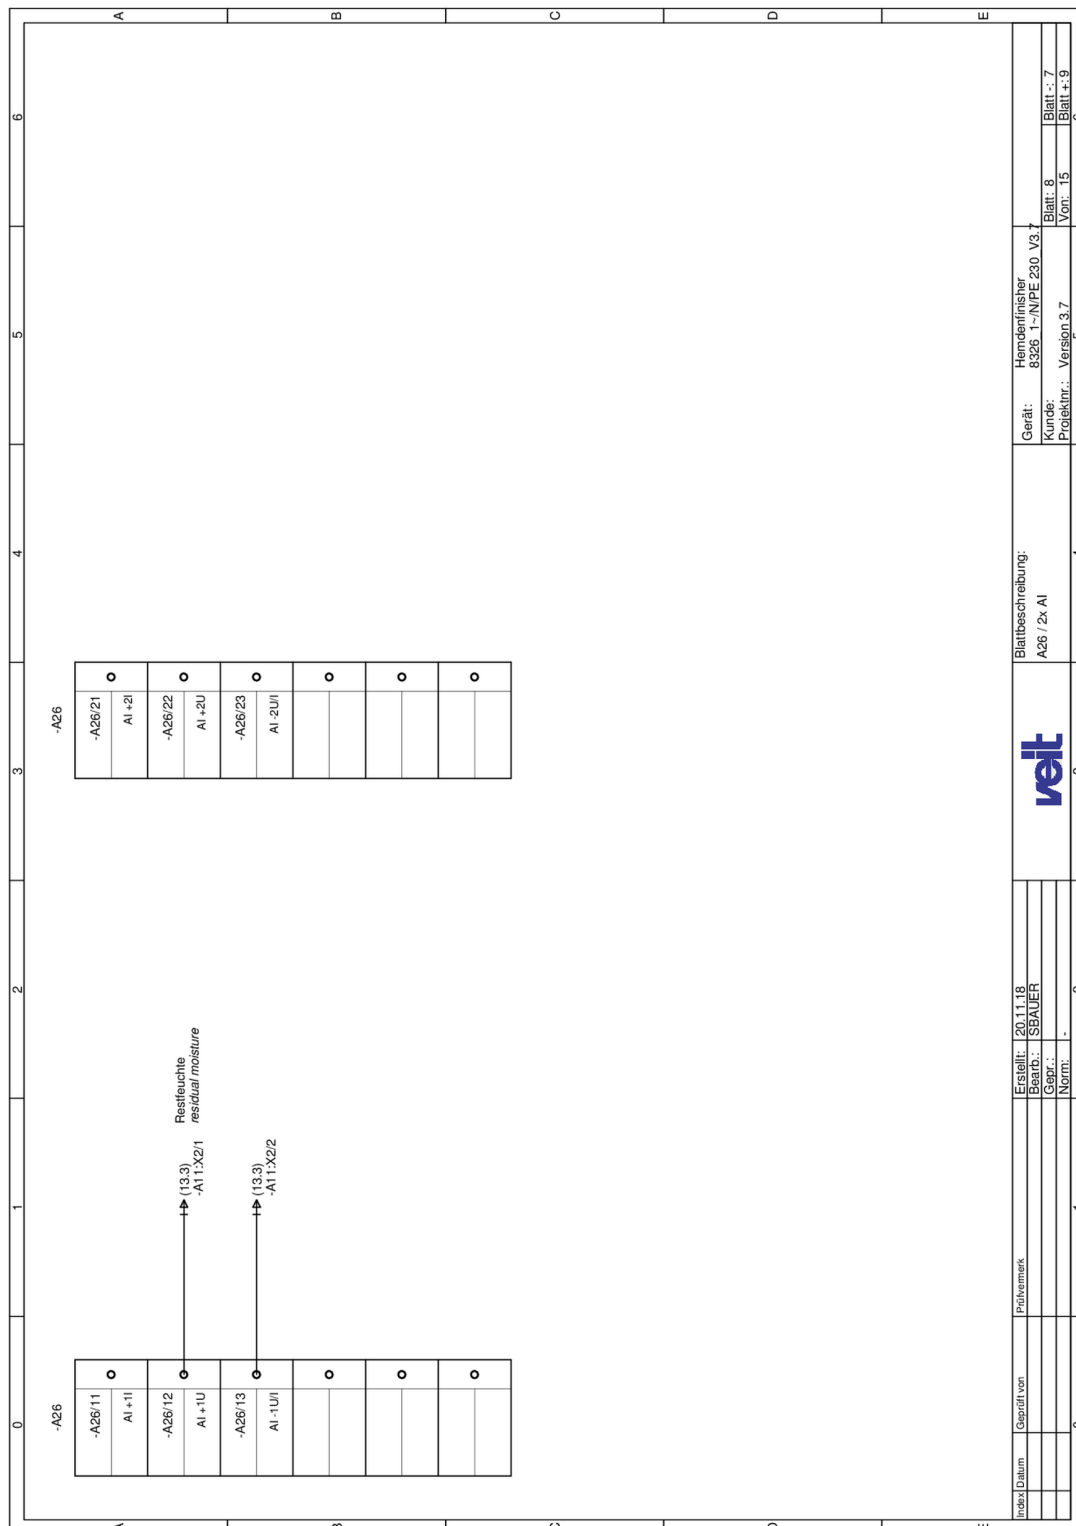 0
1
2
3
4
5
6
A
B
C
D
E
-A26
-A26/11
AI +1I
-A26/12
AI +1U
-A26/13
AI -1U/I
(13.3)
-A11:X2/1
Restfeuchte
residual moisture
(13.3)
-A11:X2/2
-A26
-A26/21
AI +2I
-A26/22
AI +2U
-A26/23
AI -2U/I
Index
Datum
Geprüft von
Prüfvermerk
Erstellt: 20.11.18
Bearb.: SBAUER
Gepr.:
Norm: -
veit
Blattbeschreibung:
A26 / 2x AI
Gerät: Hemdenfinisher
8326 1~/N/PE 230 V3.7
Kunde:
Projektnr.: Version 3.7
Blatt: 8
Von: 15
Blatt -: 7
Blatt +: 9